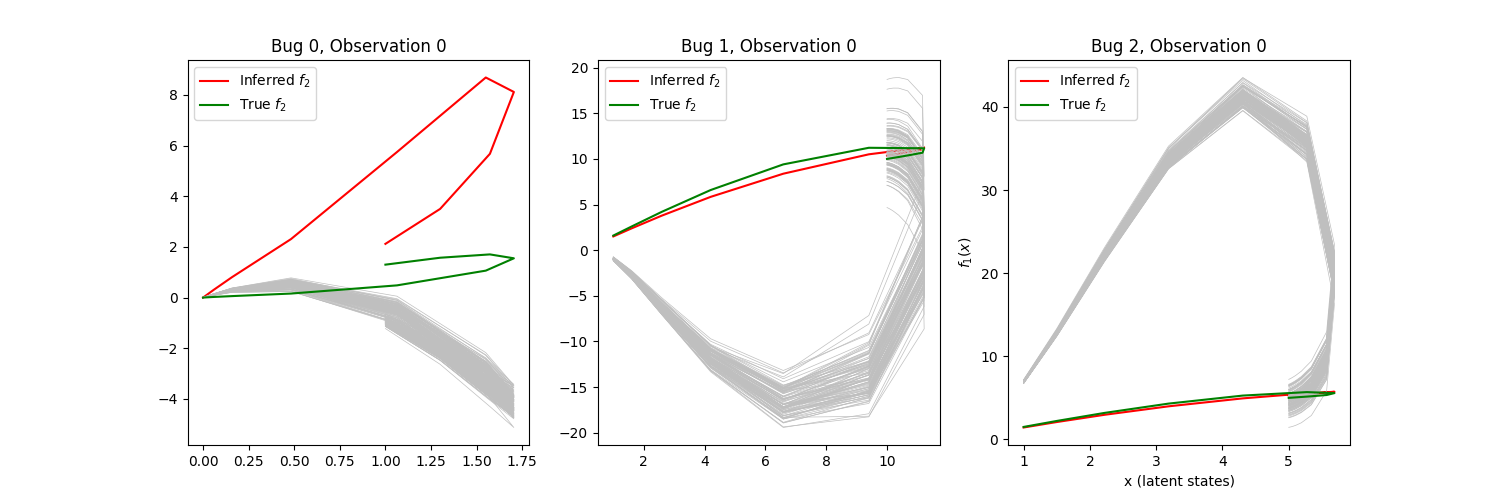 Bug 0, Observation 0
Inferred f₂
True f₂
8
6
4
2
0
−2
−4
0.00 0.25 0.50 0.75 1.00 1.25 1.50 1.75
Bug 1, Observation 0
Inferred f₂
True f₂
20
15
10
5
0
−5
−10
−15
−20
2 4 6 8 10
Bug 2, Observation 0
Inferred f₂
True f₂
f₁(x)
40
30
20
10
0
1 2 3 4 5
x (latent states)